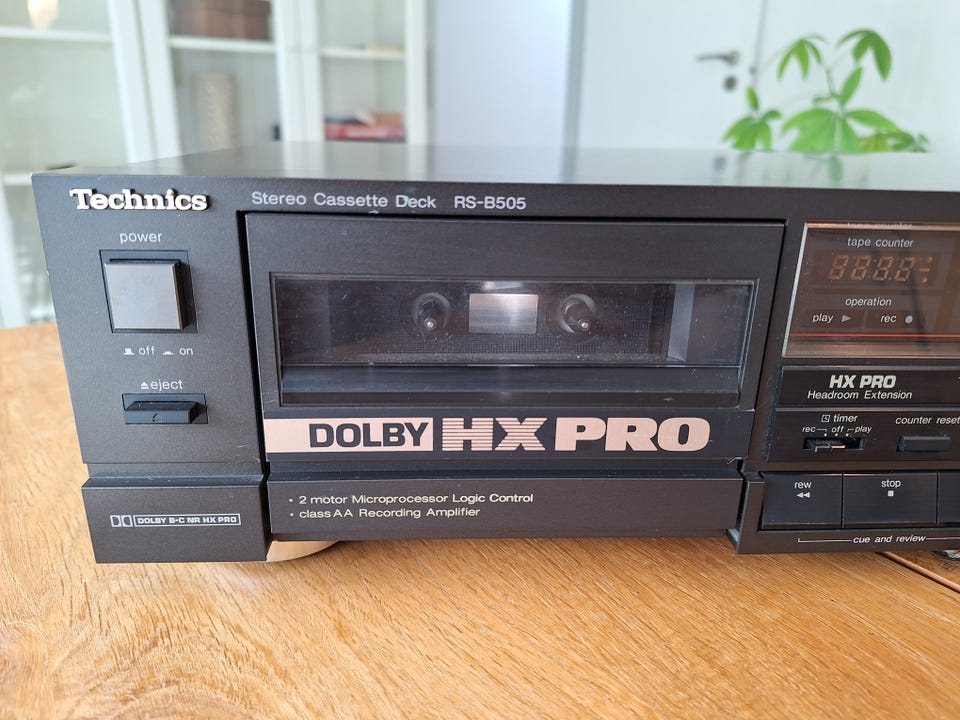 Technics
Stereo Cassette Deck RS-B505
power
off on
eject
DOLBY HX PRO
• 2 motor Microprocessor Logic Control
• class AA Recording Amplifier
DOLBY B-C NR HX PRO
tape counter
88:88
operation
play ▶ rec ●
HX PRO
Headroom Extension
timer
rec off play
counter reset
rew
◀◀
stop
■
cue and review